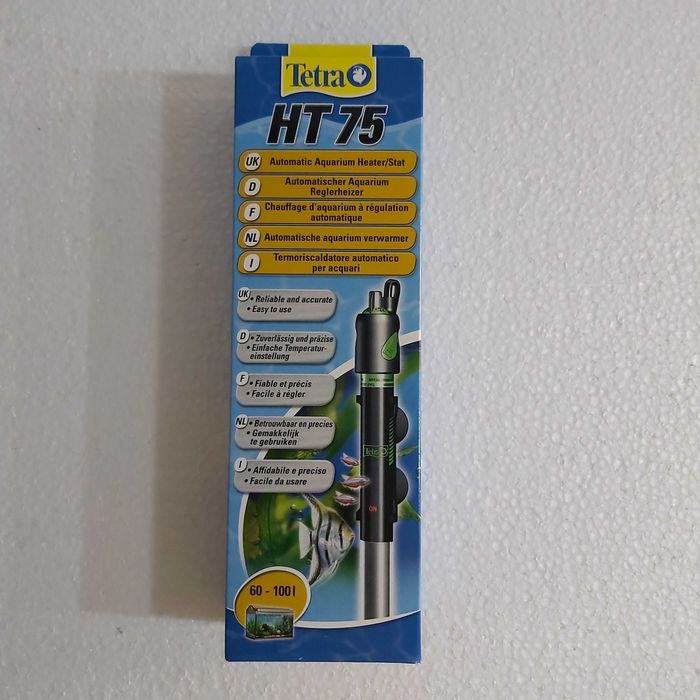 Tetra
HT 75
UK Automatic Aquarium Heater/Stat
D Automatischer Aquarium
Reglerheizer
F Chauffage d'aquarium à régulation
automatique
NL Automatische aquarium verwarmer
I Termoriscaldatore automatico
per acquari
UK • Reliable and accurate
• Easy to use
D • Zuverlässig und präzise
• Einfache Temperatur-
einstellung
F • Fiable et précis
• Facile à régler
NL • Betrouwbaar en precies
• Gemakkelijk
te gebruiken
I • Affidabile e preciso
• Facile da usare
Tetra
ON
60 - 100 l